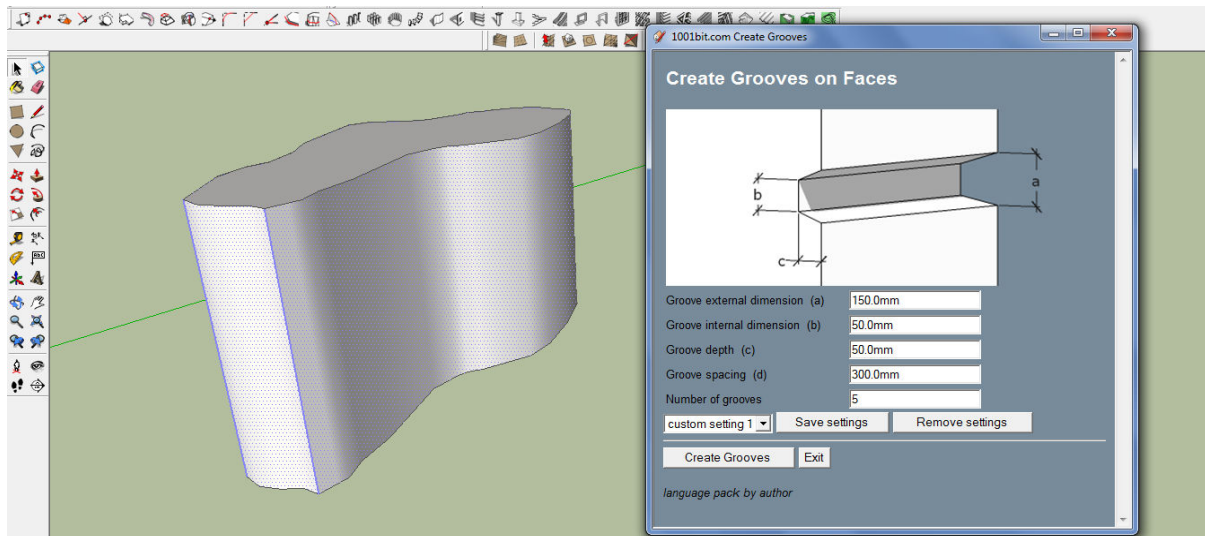 1001bit.com Create Grooves
Create Grooves on Faces
a
b
c
Groove external dimension (a) 150.0mm
Groove internal dimension (b) 50.0mm
Groove depth (c) 50.0mm
Groove spacing (d) 300.0mm
Number of grooves 5
custom setting 1 Save settings Remove settings
Create Grooves Exit
language pack by author